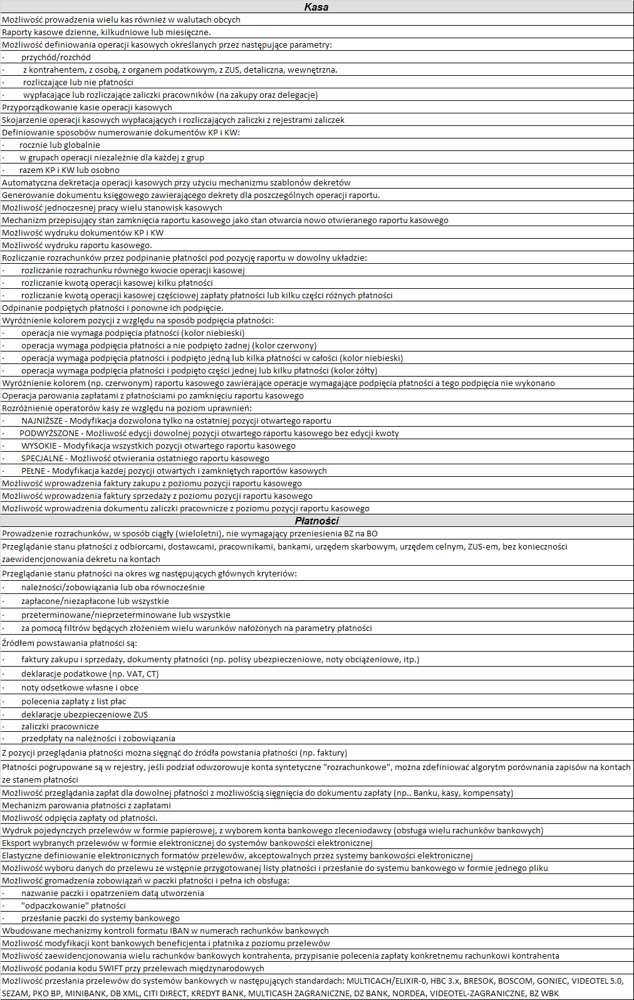 Kasa
Możliwość prowadzenia wielu kas również w walutach obcych
Raporty kasowe dzienne, kilkudniowe lub miesięczne.
Możliwość definiowania operacji kasowych określanych przez następujące parametry:
· przychód/rozchód
· z kontrahentem, z osobą, z organem podatkowym, z ZUS, detaliczna, wewnętrzna.
· rozliczające lub nie płatności
· wypłacające lub rozliczające zaliczki pracowników (na zakupy oraz delegacje)
Przyporządkowanie kasie operacji kasowych
Skojarzenie operacji kasowych wypłacających i rozliczających zaliczki z rejestrami zaliczek
Definiowanie sposobów numerowanie dokumentów KP i KW:
· rocznie lub globalnie
· w grupach operacji niezależnie dla każdej z grup
· razem KP i KW lub osobno
Automatyczna dekretacja operacji kasowych przy użyciu mechanizmu szablonów dekretów
Generowanie dokumentu księgowego zawierającego dekrety dla poszczególnych operacji raportu.
Możliwość jednoczesnej pracy wielu stanowisk kasowych
Mechanizm przepisujący stan zamknięcia raportu kasowego jako stan otwarcia nowo otwieranego raportu kasowego
Możliwość wydruku dokumentów KP i KW
Możliwość wydruku raportu kasowego.
Rozliczanie rozrachunków przez podpinanie płatności pod pozycję raportu w dowolny układzie:
· rozliczanie rozrachunku równego kwocie operacji kasowej
· rozliczanie kwotą operacji kasowej kilku płatności
· rozliczanie kwotą operacji kasowej częściowej zapłaty płatności lub kilku części różnych płatności
Odpinanie podpiętych płatności i ponowne ich podpięcie.
Wyróżnienie kolorem pozycji z względu na sposób podpięcia płatności:
· operacja nie wymaga podpięcia płatności (kolor niebieski)
· operacja wymaga podpięcia płatności a nie podpięto żadnej (kolor czerwony)
· operacja wymaga podpięcia płatności i podpięto jedną lub kilka płatności w całości (kolor niebieski)
· operacja wymaga podpięcia płatności i podpięto części jednej lub kilku płatności (kolor żółty)
Wyróżnienie kolorem (np. czerwonym) raportu kasowego zawierające operacje wymagające podpięcia płatności a tego podpięcia nie wykonano
Operacja parowania zapłatami z płatnościami po zamknięciu raportu kasowego
Rozróżnienie operatorów kasy ze względu na poziom uprawnień:
· NAJNIŻSZE - Modyfikacja dozwolona tylko na ostatniej pozycji otwartego raportu
· PODWYŻSZONE - Możliwość edycji dowolnej pozycji otwartego raportu kasowego bez edycji kwoty
· WYSOKIE - Modyfikacja wszystkich pozycji otwartego raportu kasowego
· SPECJALNE - Możliwość otwierania ostatniego raportu kasowego
· PEŁNE - Modyfikacja każdej pozycji otwartych i zamkniętych raportów kasowych
Możliwość wprowadzenia faktury zakupu z poziomu pozycji raportu kasowego
Możliwość wprowadzenia faktury sprzedaży z poziomu pozycji raportu kasowego
Możliwość wprowadzenia dokumentu zaliczki pracownicze z poziomu pozycji raportu kasowego
Płatności
Prowadzenie rozrachunków, w sposób ciągły (wieloletni), nie wymagający przeniesienia BZ na BO
Przeglądanie stanu płatności z odbiorcami, dostawcami, pracownikami, bankami, urzędem skarbowym, urzędem celnym, ZUS-em, bez konieczności
zaewidencjonowania dekretu na kontach
Przeglądanie stanu płatności na okres wg następujących głównych kryteriów:
· należności/zobowiązania lub oba równocześnie
· zapłacone/niezapłacone lub wszystkie
· przeterminowane/nieprzeterminowane lub wszystkie
· za pomocą filtrów będących złożeniem wielu warunków nałożonych na parametry płatności
Źródłem powstawania płatności są:
· faktury zakupu i sprzedaży, dokumenty płatności (np. polisy ubezpieczeniowe, noty obciążeniowe, itp.)
· deklaracje podatkowe (np. VAT, CT)
· noty odsetkowe własne i obce
· polecenia zapłaty z list płac
· deklaracje ubezpieczeniowe ZUS
· zaliczki pracownicze
· przedpłaty na należności i zobowiązania
Z pozycji przeglądania płatności można sięgnąć do źródła powstania płatności (np. faktury)
Płatności pogrupowane są w rejestry, jeśli podział odwzorowuje konta syntetyczne "rozrachunkowe", można zdefiniować algorytm porównania zapisów na kontach
ze stanem płatności
Możliwość przeglądania zapłat dla dowolnej płatności z możliwością sięgnięcia do dokumentu zapłaty (np.. Banku, kasy, kompensaty)
Mechanizm parowania płatności z zapłatami
Możliwość odpięcia zapłaty od płatności.
Wydruk pojedynczych przelewów w formie papierowej, z wyborem konta bankowego zleceniodawcy (obsługa wielu rachunków bankowych)
Eksport wybranych przelewów w formie elektronicznej do systemów bankowości elektronicznej
Elastyczne definiowanie elektronicznych formatów przelewów, akceptowalnych przez systemy bankowości elektronicznej
Możliwość wyboru danych do przelewu ze wstępnie przygotowanej listy płatności i przesłanie do systemu bankowego w formie jednego pliku
Możliwość gromadzenia zobowiązań w paczki płatności i pełna ich obsługa:
· nazwanie paczki i opatrzeniem datą utworzenia
· "odpaczkowanie" płatności
· przesłanie paczki do systemy bankowego
Wbudowane mechanizmy kontroli formatu IBAN w numerach rachunków bankowych
Możliwość modyfikacji kont bankowych beneficjenta i płatnika z poziomu przelewów
Możliwość zaewidencjonowania wielu rachunków bankowych kontrahenta, przypisanie polecenia zapłaty konkretnemu rachunkowi kontrahenta
Możliwość podania kodu SWIFT przy przelewach międzynarodowych
Możliwość przesłania przelewów do systemów bankowych w następujących standardach: MULTICACH/ELIXIR-0, HBC 3.x, BRESOK, BOSCOM, GONIEC, VIDEOTEL 5.0,
SEZAM, PKO BP, MINIBANK, DB XML, CITI DIRECT, KREDYT BANK, MULTICASH ZAGRANICZNE, DZ BANK, NORDEA, VIDEOTEL-ZAGRANICZNE, BZ WBK